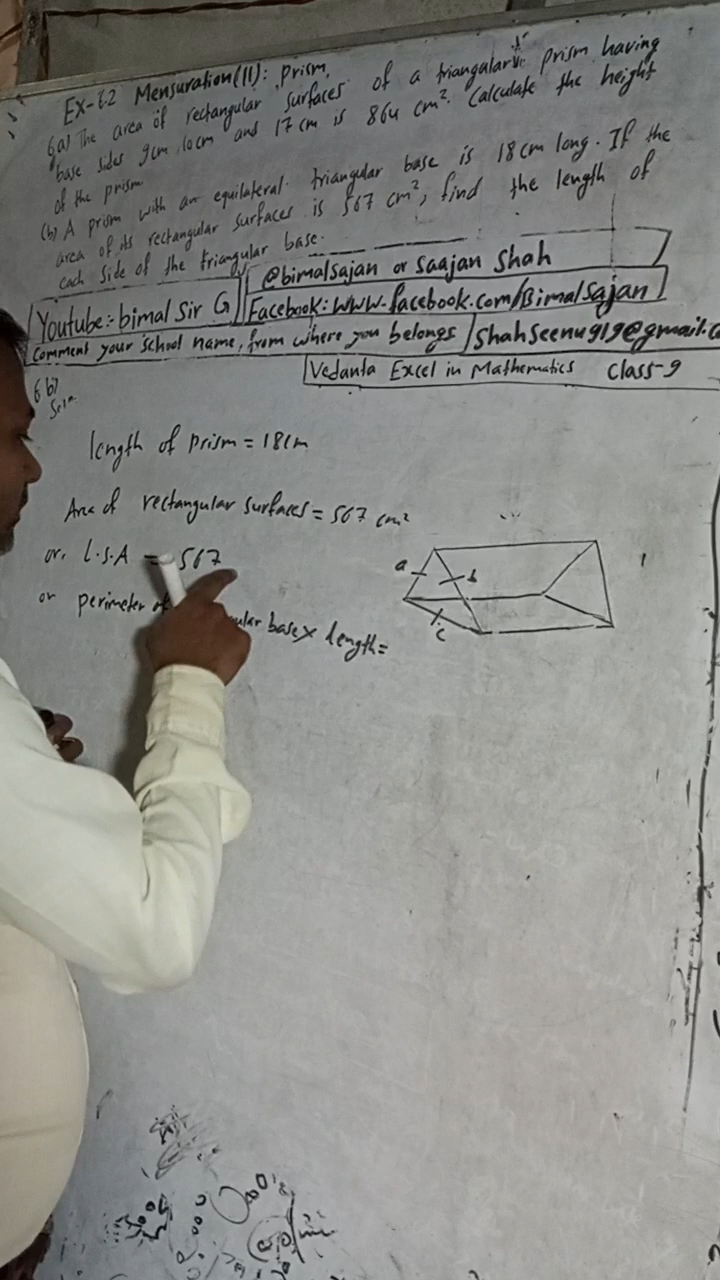 Ex-6.2 Mensuration(II): Prism.
6a) The area of rectangular surfaces of a triangular prism having
base sides 9cm, 10cm and 17cm is 864 cm². Calculate the height
of the prism
(b) A prism with an equilateral triangular base is 18cm long. If the
area of its rectangular surfaces is 567 cm², find the length of
each side of the triangular base.
@bimalsajan or Saajan Shah
Youtube:- bimal Sir G
Facebook: www.facebook.com/Bimalsajan
Comment your school name, from where you belongs
Shahseenu919@gmail.c
Vedanta Excel in Mathematics Class-9
6 b)
Soln.
length of prism = 18cm
Area of rectangular surfaces = 567 cm²
or, L.S.A = 567
or perimeter of ular base × length =
a
b
c